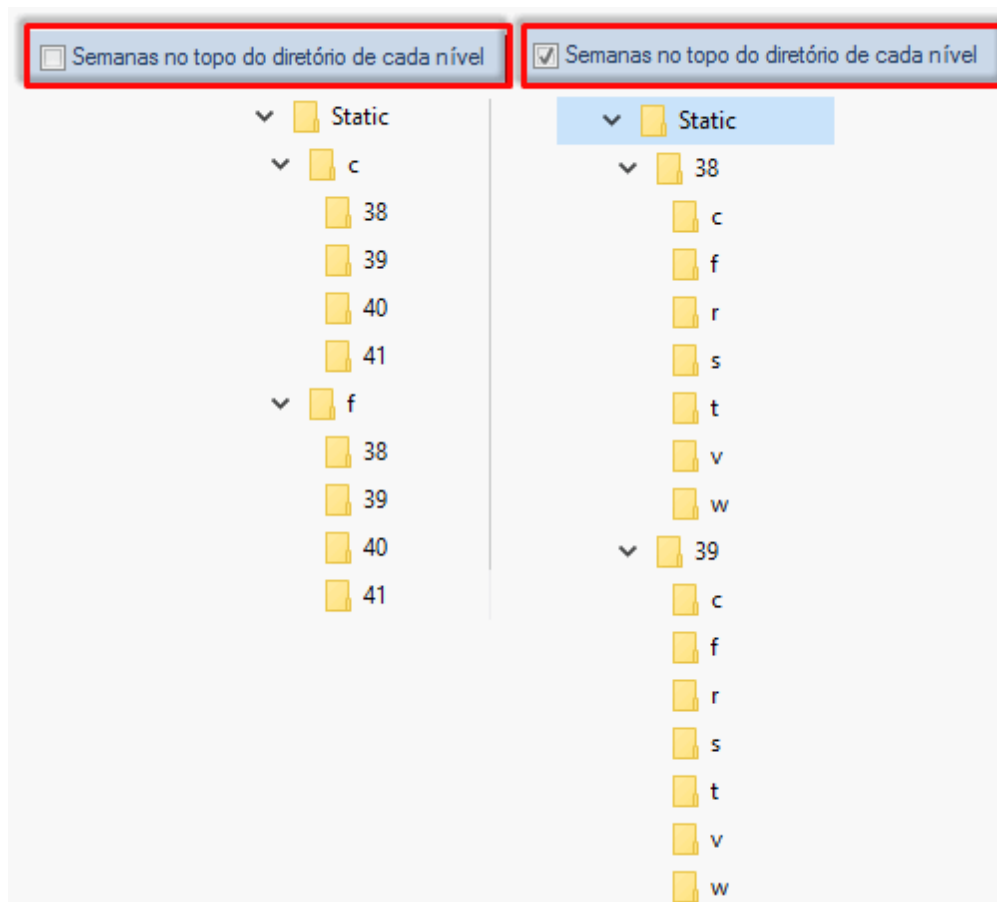 Semanas no topo do diretório de cada nível
Static
c
38
39
40
41
f
38
39
40
41
Semanas no topo do diretório de cada nível
Static
38
c
f
r
s
t
v
w
39
c
f
r
s
t
v
w